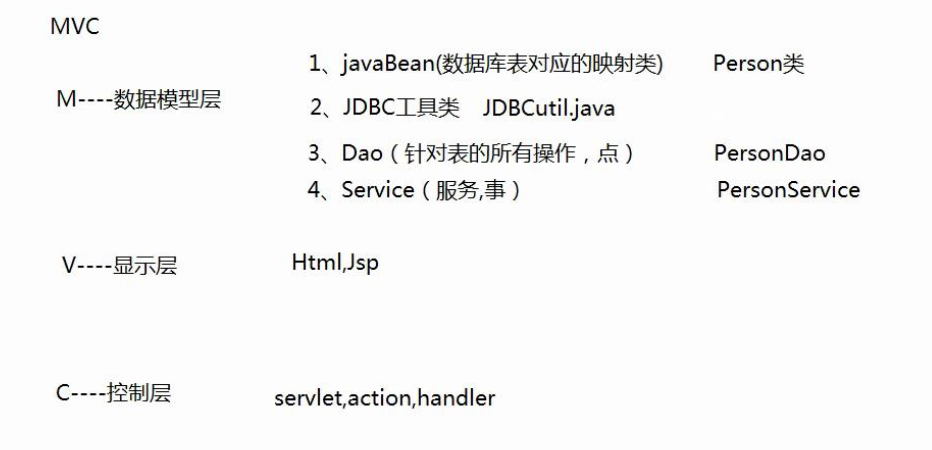 MVC
1、javaBean(数据库表对应的映射类) Person类
M----数据模型层
2、JDBC工具类 JDBCutil.java
3、Dao（针对表的所有操作，点） PersonDao
4、Service（服务,事） PersonService
V----显示层 Html,Jsp
C----控制层 servlet,action,handler